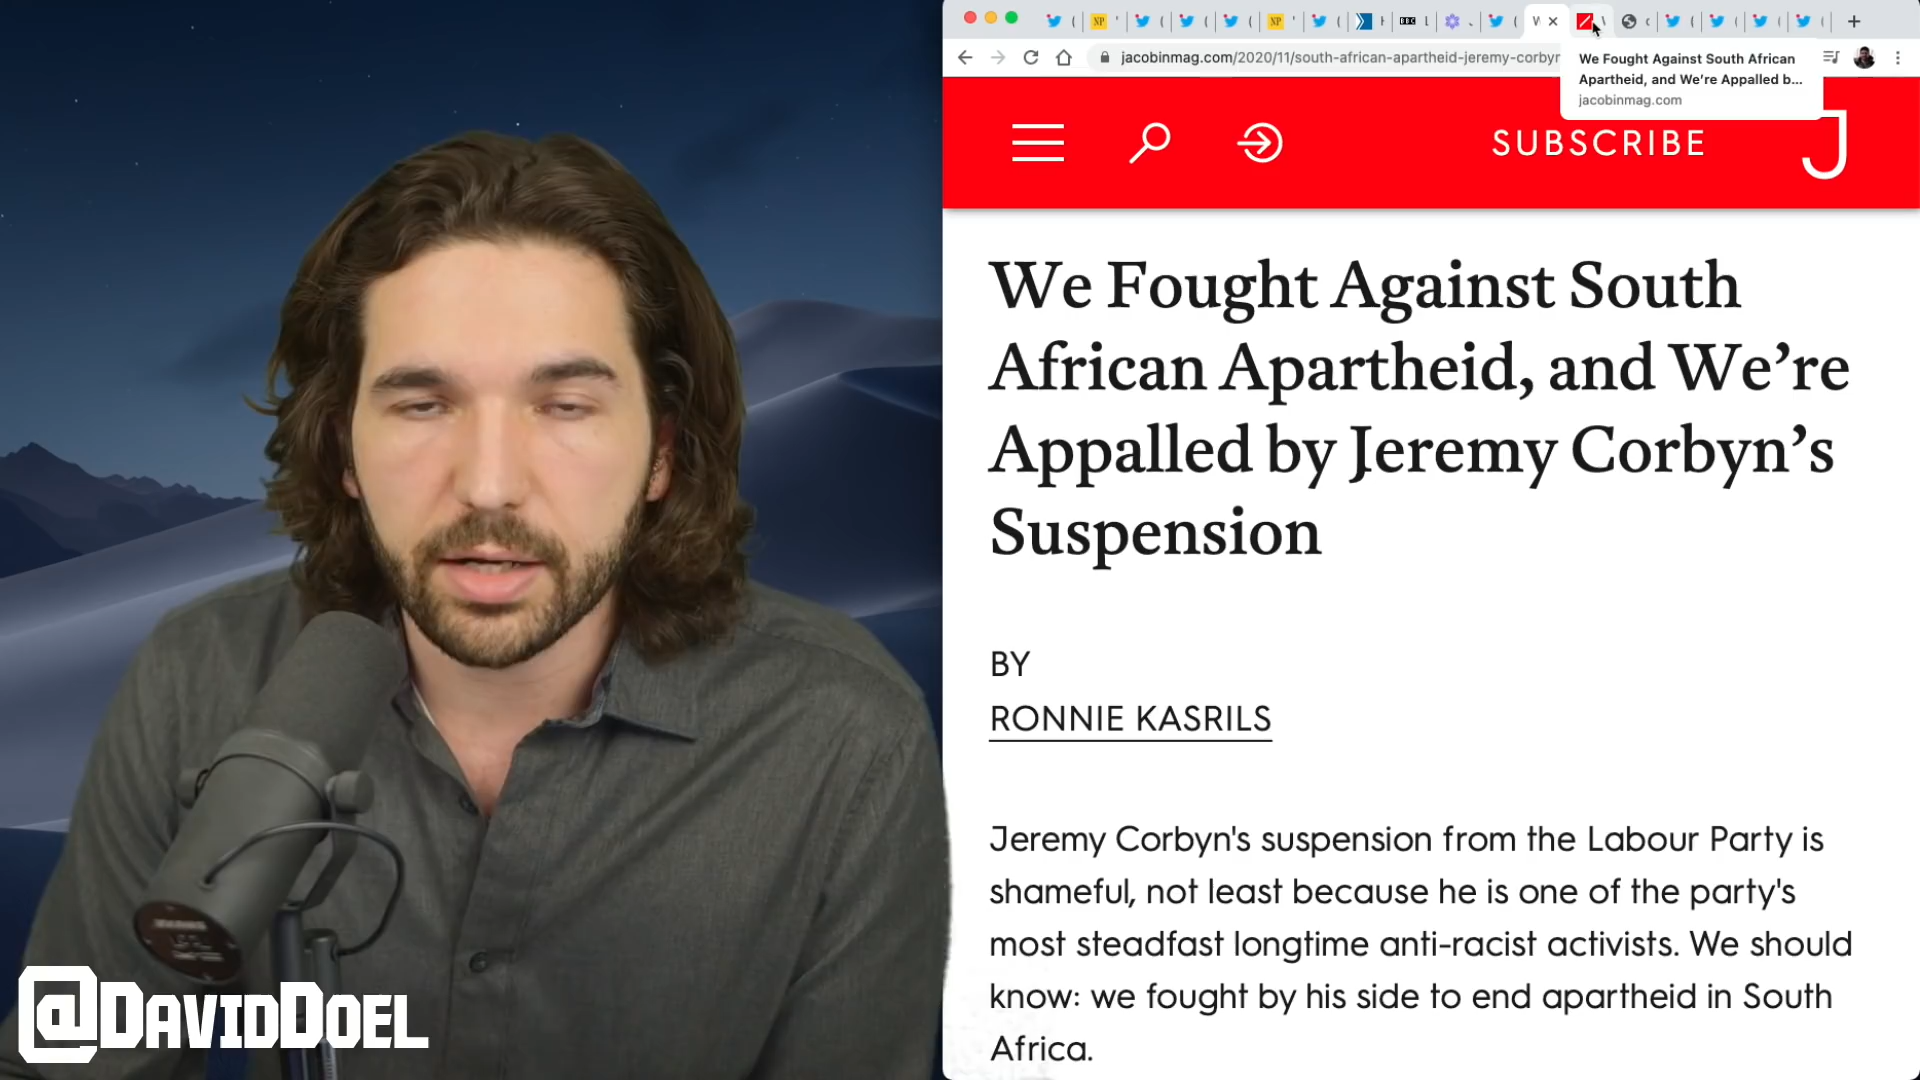 NP
NP
BBC
jacobinmag.com/2020/11/south-african-apartheid-jeremy-corbyn
We Fought Against South African
Apartheid, and We're Appalled b...
jacobinmag.com
SUBSCRIBE
J
We Fought Against South
African Apartheid, and We're
Appalled by Jeremy Corbyn's
Suspension
BY
RONNIE KASRILS
Jeremy Corbyn's suspension from the Labour Party is
shameful, not least because he is one of the party's
most steadfast longtime anti-racist activists. We should
know: we fought by his side to end apartheid in South
Africa.
@DAVIDDOEL